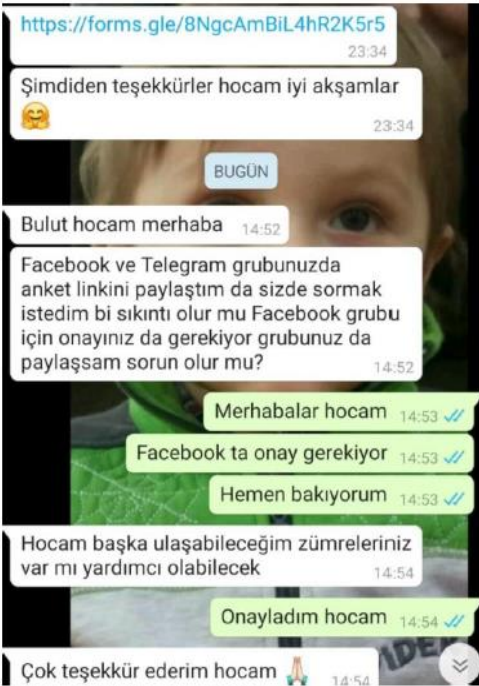 https://forms.gle/8NgcAmBiL4hR2K5r5
23:34
Şimdiden teşekkürler hocam iyi akşamlar
🤗
23:34
BUGÜN
Bulut hocam merhaba 14:52
Facebook ve Telegram grubunuzda
anket linkini paylaştım da sizde sormak
istedim bi sıkıntı olur mu Facebook grubu
için onayınız da gerekiyor grubunuz da
paylaşsam sorun olur mu?
14:52
Merhabalar hocam 14:53
Facebook ta onay gerekiyor 14:53
Hemen bakıyorum 14:53
Hocam başka ulaşabileceğim zümreleriniz
var mı yardımcı olabilecek
14:54
Onayladım hocam 14:54
Çok teşekkür ederim hocam 🙏🏻 14:54